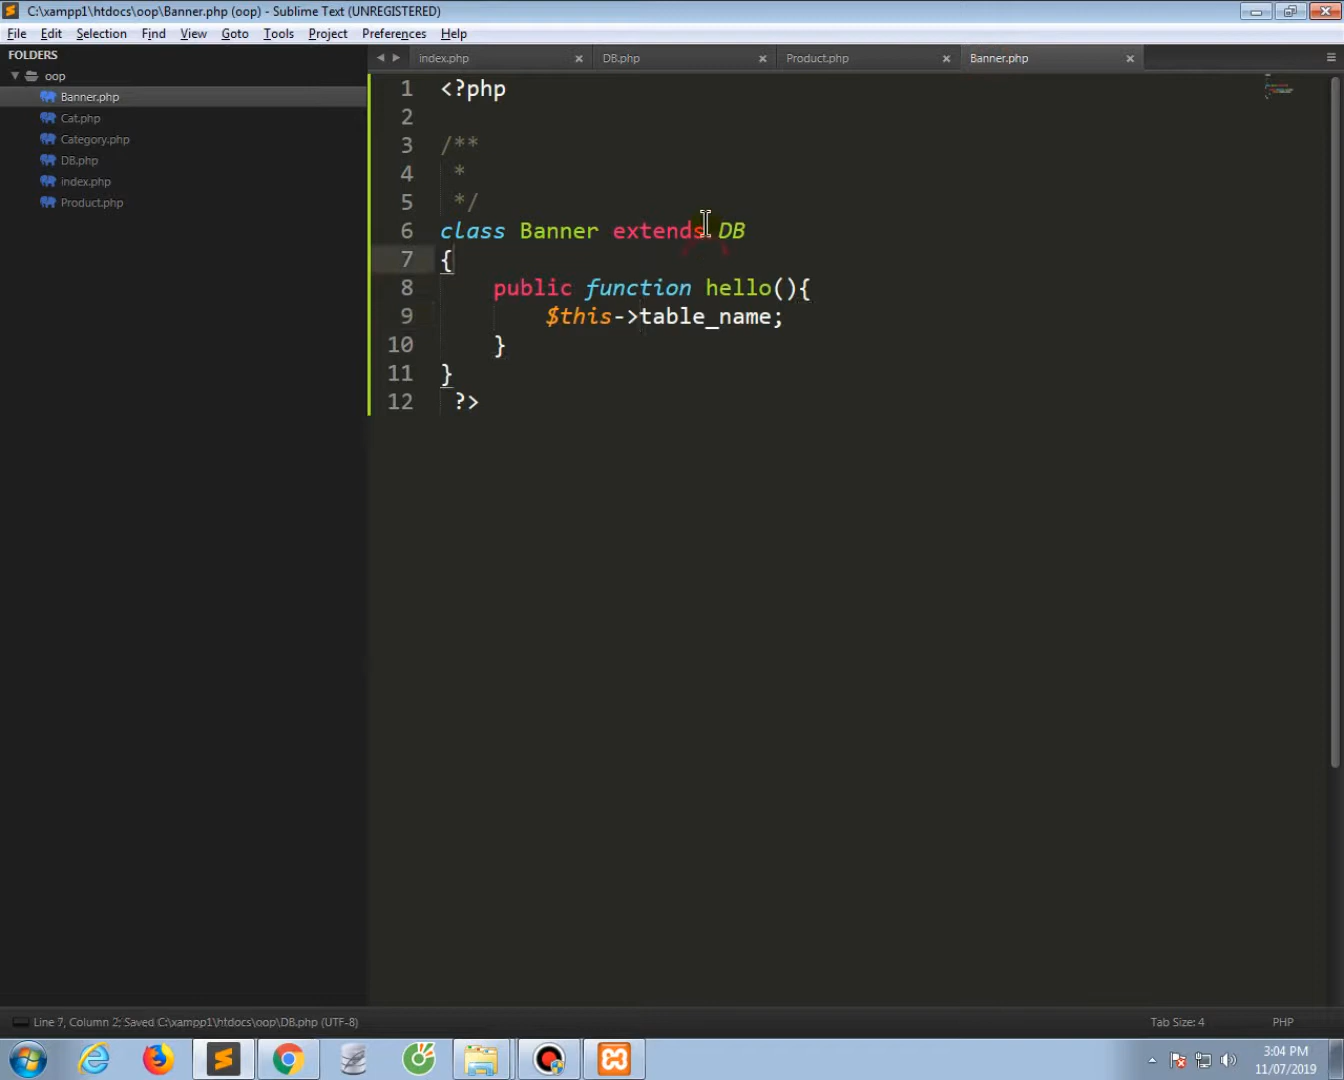 C:\xampp1\htdocs\oop\Banner.php (oop) - Sublime Text (UNREGISTERED)
File Edit Selection Find View Goto Tools Project Preferences Help
FOLDERS
oop
Banner.php
Cat.php
Category.php
DB.php
index.php
Product.php
index.php DB.php Product.php Banner.php
1 <?php
2
3 /**
4 *
5 */
6 class Banner extends DB
7 {
8 public function hello(){
9 $this->table_name;
10 }
11 }
12 ?>
Line 7, Column 2; Saved C:\xampp1\htdocs\oop\DB.php (UTF-8)
Tab Size: 4 PHP
3:04 PM
11/07/2019